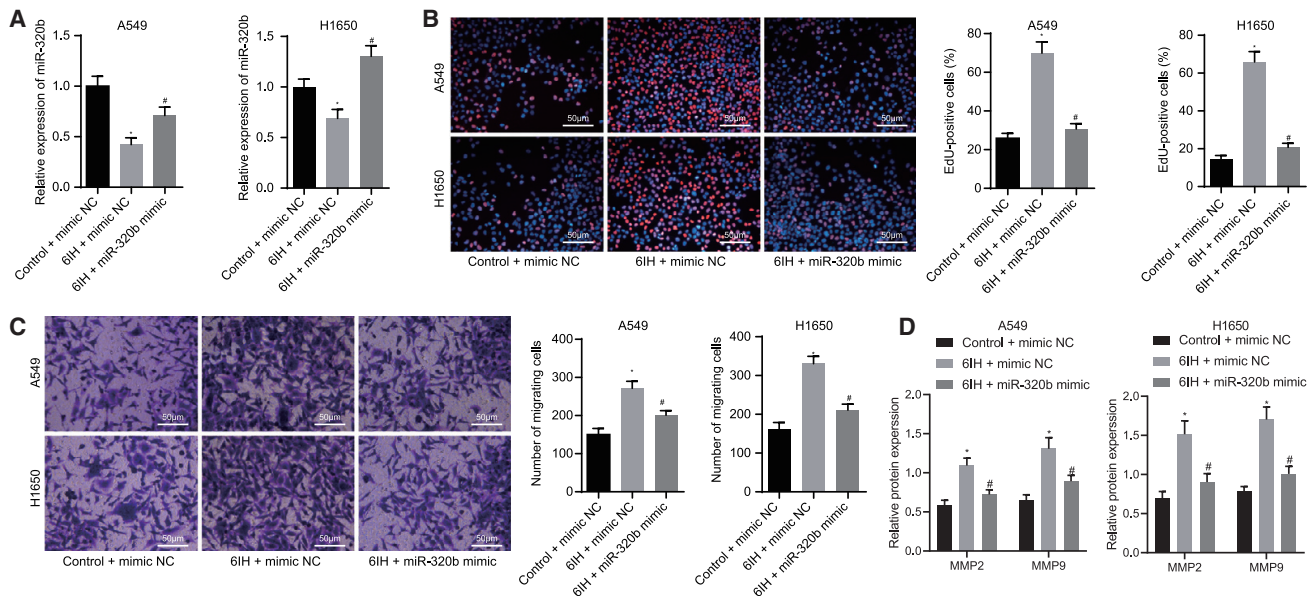 A
A549
Relative expression of miR-320b
1.5
1.0
0.5
0.0
*
#
Control + mimic NC
6IH + mimic NC
6IH + miR-320b mimic
H1650
Relative expression of miR-320b
1.5
1.0
0.5
0.0
*
#
Control + mimic NC
6IH + mimic NC
6IH + miR-320b mimic
B
A549
50μm
50μm
50μm
H1650
50μm
50μm
50μm
Control + mimic NC
6IH + mimic NC
6IH + miR-320b mimic
A549
EdU-positive cells (%)
80
60
40
20
0
*
#
Control + mimic NC
6IH + mimic NC
6IH + miR-320b mimic
H1650
EdU-positive cells (%)
80
60
40
20
0
*
#
Control + mimic NC
6IH + mimic NC
6IH + miR-320b mimic
C
A549
50μm
50μm
50μm
H1650
50μm
50μm
50μm
Control + mimic NC
6IH + mimic NC
6IH + miR-320b mimic
A549
Number of migrating cells
400
300
200
100
0
*
#
Control + mimic NC
6IH + mimic NC
6IH + miR-320b mimic
H1650
Number of migrating cells
400
200
0
*
#
Control + mimic NC
6IH + mimic NC
6IH + miR-320b mimic
D
A549
Control + mimic NC
6IH + mimic NC
6IH + miR-320b mimic
Relative protein experssion
2.0
1.5
1.0
0.5
0.0
*
#
*
#
MMP2
MMP9
H1650
Control + mimic NC
6IH + mimic NC
6IH + miR-320b mimic
Relative protein experssion
2.0
1.5
1.0
0.5
0.0
*
#
*
#
MMP2
MMP9